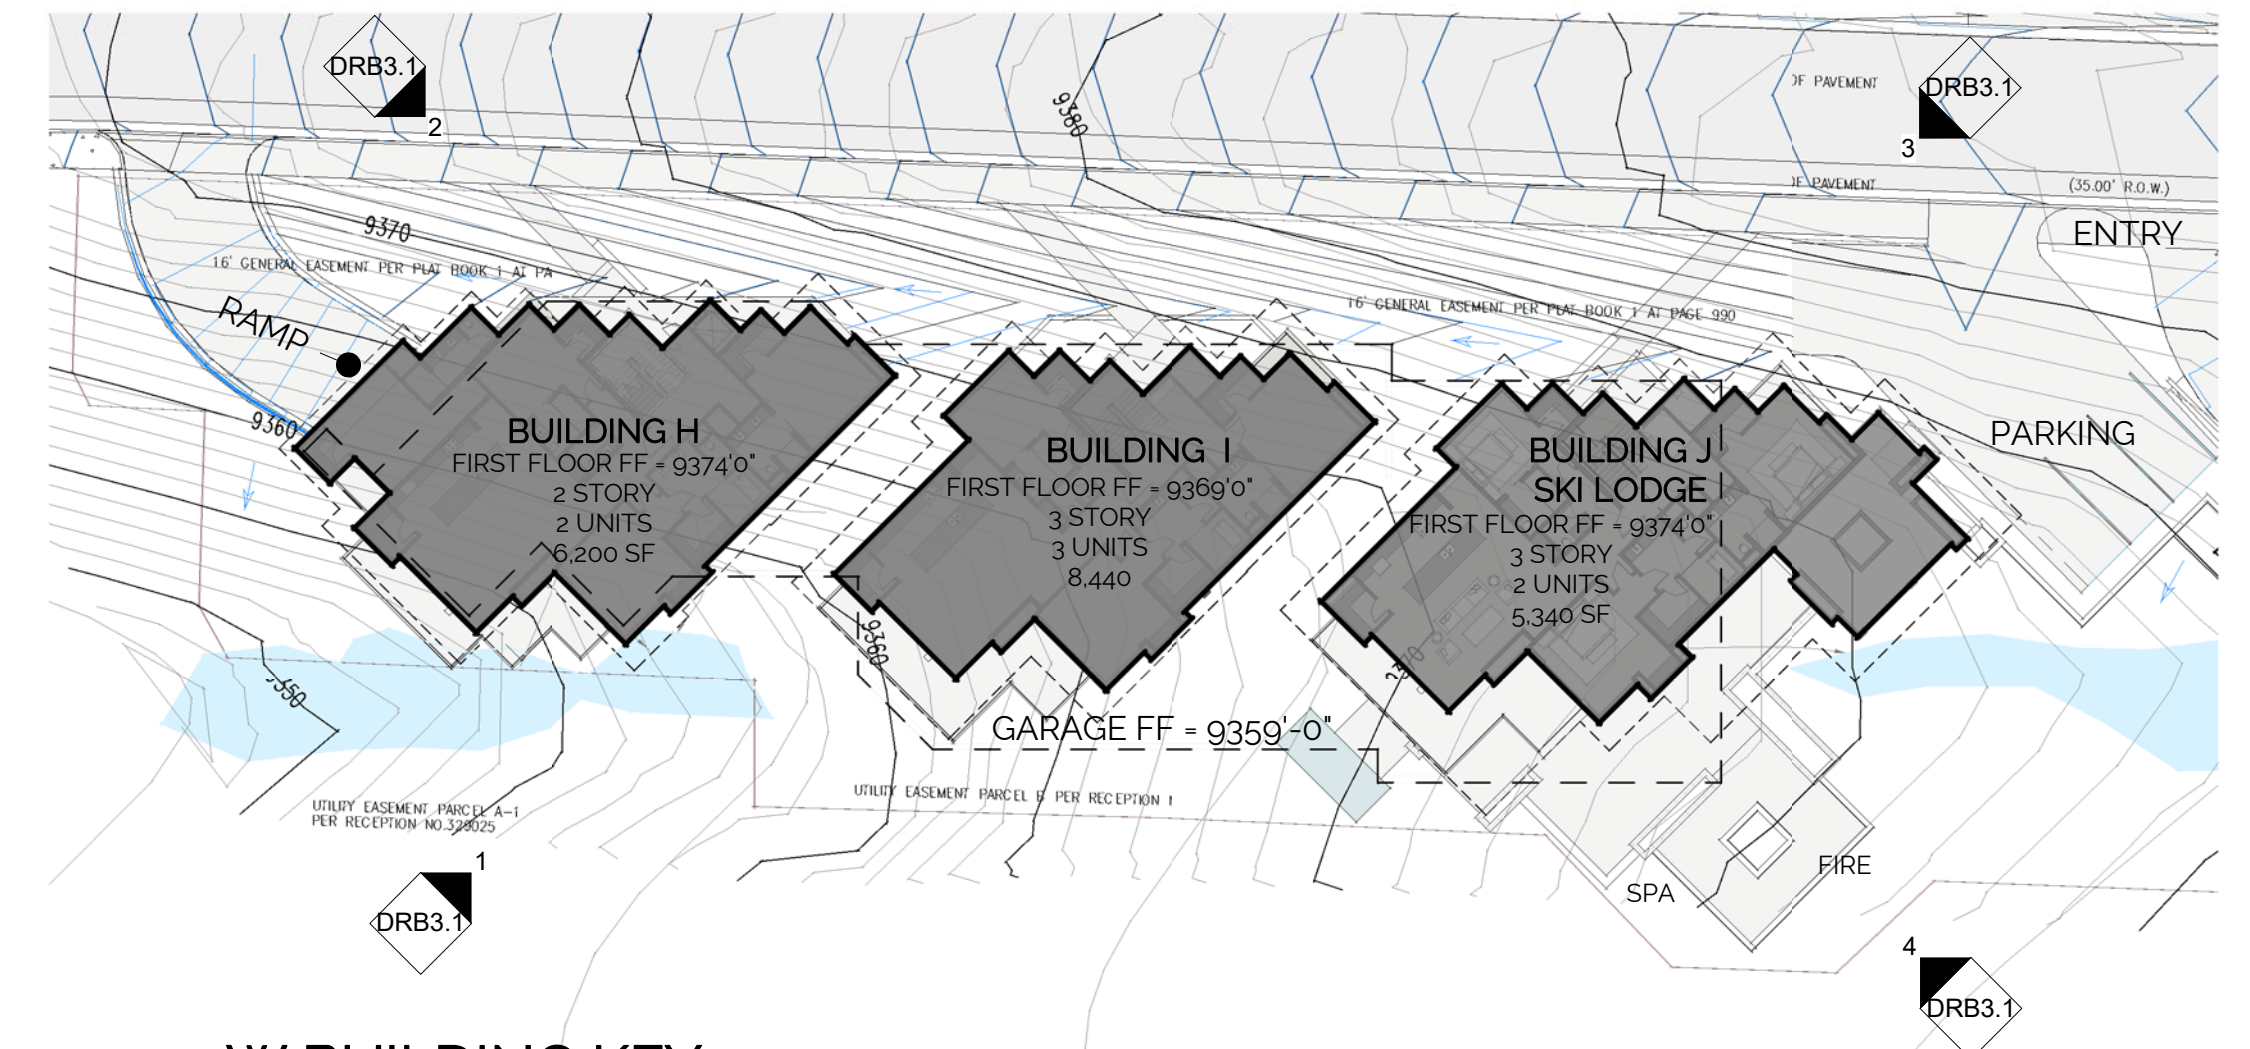 DRB3.1
2
9380
OF PAVEMENT
DRB3.1
3
OF PAVEMENT
(35.00' R.O.W.)
ENTRY
9370
16' GENERAL EASEMENT PER PLAT BOOK 1 AT PA
RAMP
16' GENERAL EASEMENT PER PLAT BOOK 1 AT PAGE 990
9360
BUILDING H
FIRST FLOOR FF = 9374'0"
2 STORY
2 UNITS
6,200 SF
BUILDING I
FIRST FLOOR FF = 9369'0"
3 STORY
3 UNITS
8,440
BUILDING J
SKI LODGE
FIRST FLOOR FF = 9374'0"
3 STORY
2 UNITS
5,340 SF
PARKING
9360
GARAGE FF = 9359'-0"
UTILITY EASEMENT PARCEL A-1
PER RECEPTION NO.329025
UTILITY EASEMENT PARCEL B PER RECEPTION
FIRE
SPA
1
DRB3.1
4
DRB3.1
BUILDING KEY